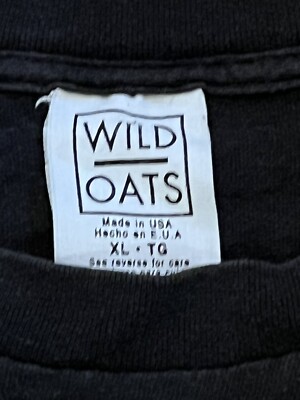 WILD
OATS
Made in USA
Hecho en E.U.A
XL • TG
See reverse for care